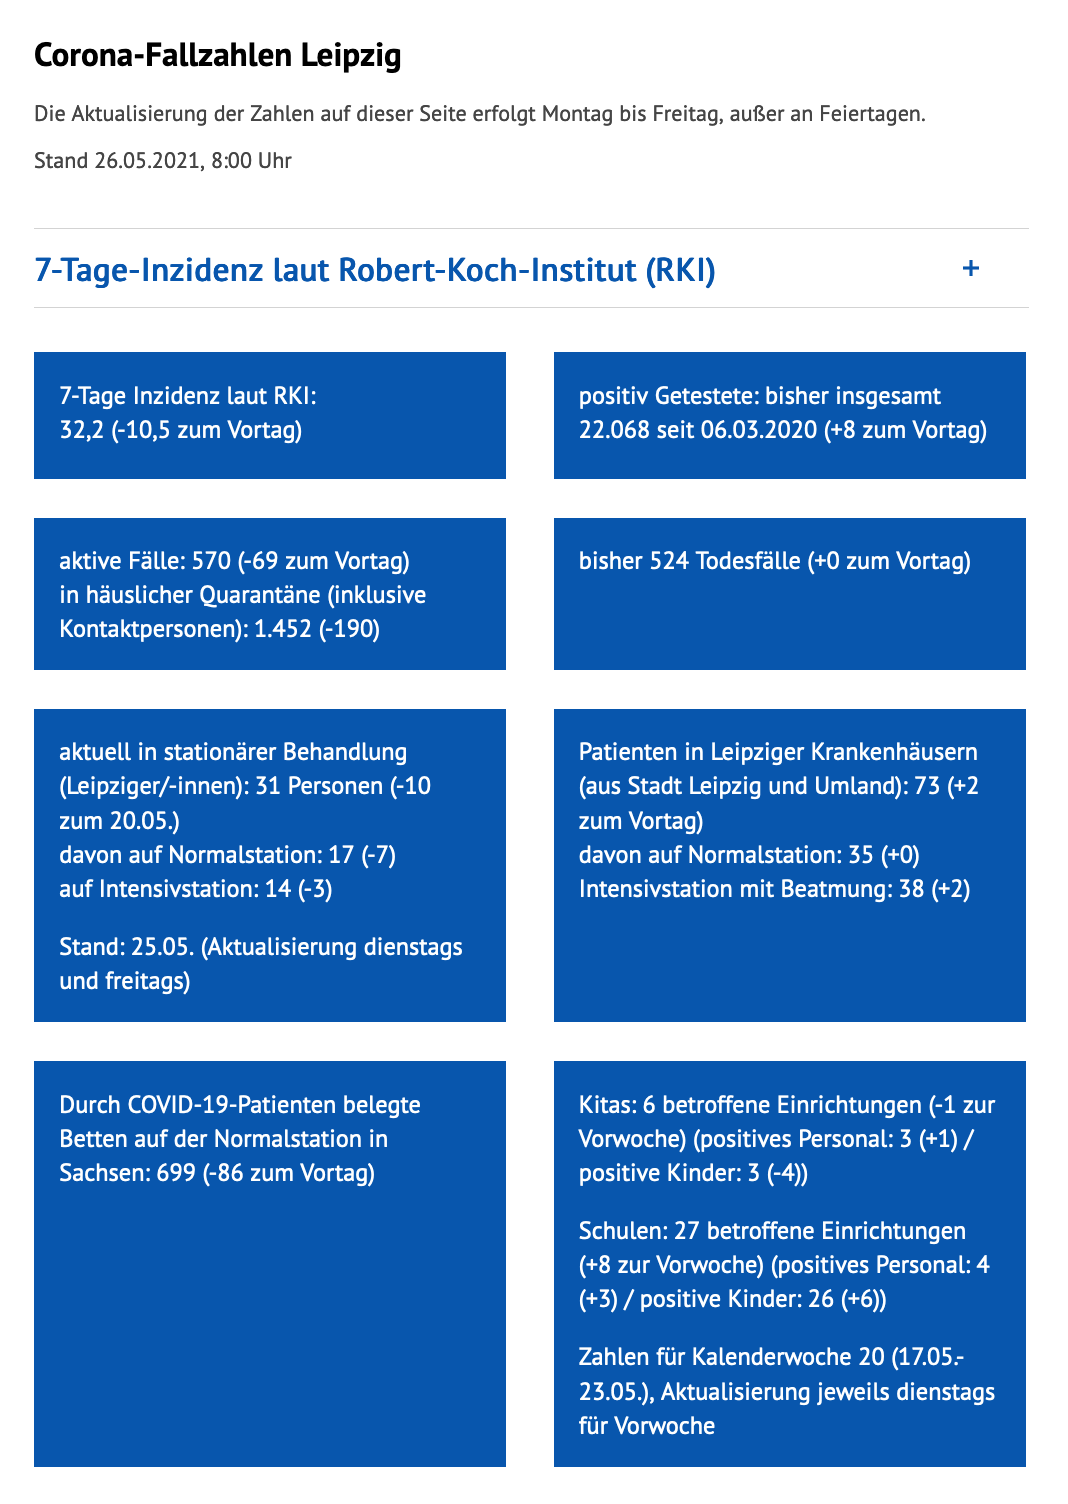 Corona-Fallzahlen Leipzig
Die Aktualisierung der Zahlen auf dieser Seite erfolgt Montag bis Freitag, außer an Feiertagen.
Stand 26.05.2021, 8:00 Uhr
7-Tage-Inzidenz laut Robert-Koch-Institut (RKI) +
7-Tage Inzidenz laut RKI:
32,2 (-10,5 zum Vortag)
positiv Getestete: bisher insgesamt
22.068 seit 06.03.2020 (+8 zum Vortag)
aktive Fälle: 570 (-69 zum Vortag)
in häuslicher Quarantäne (inklusive
Kontaktpersonen): 1.452 (-190)
bisher 524 Todesfälle (+0 zum Vortag)
aktuell in stationärer Behandlung
(Leipziger/-innen): 31 Personen (-10
zum 20.05.)
davon auf Normalstation: 17 (-7)
auf Intensivstation: 14 (-3)
Stand: 25.05. (Aktualisierung dienstags
und freitags)
Patienten in Leipziger Krankenhäusern
(aus Stadt Leipzig und Umland): 73 (+2
zum Vortag)
davon auf Normalstation: 35 (+0)
Intensivstation mit Beatmung: 38 (+2)
Durch COVID-19-Patienten belegte
Betten auf der Normalstation in
Sachsen: 699 (-86 zum Vortag)
Kitas: 6 betroffene Einrichtungen (-1 zur
Vorwoche) (positives Personal: 3 (+1) /
positive Kinder: 3 (-4))
Schulen: 27 betroffene Einrichtungen
(+8 zur Vorwoche) (positives Personal: 4
(+3) / positive Kinder: 26 (+6))
Zahlen für Kalenderwoche 20 (17.05.-
23.05.), Aktualisierung jeweils dienstags
für Vorwoche